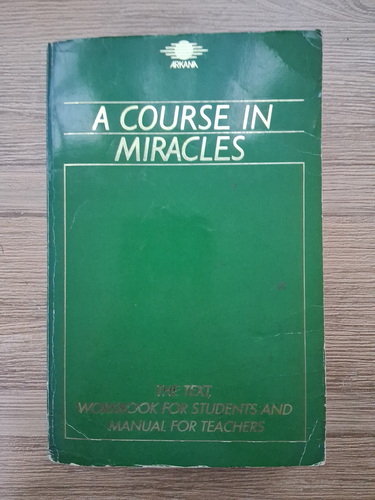 ARKANA
A COURSE IN
MIRACLES
THE TEXT,
WORKBOOK FOR STUDENTS AND
MANUAL FOR TEACHERS